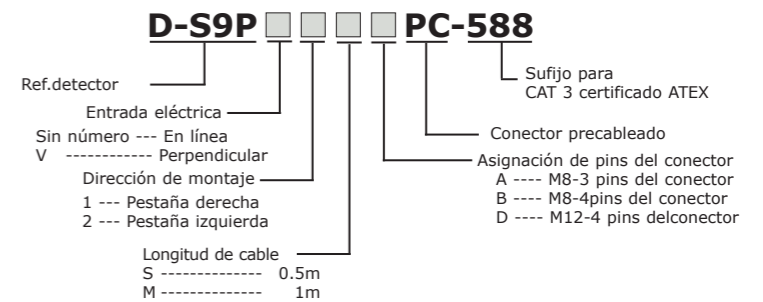 D-S9P PC-588
Ref.detector
Sufijo para
CAT 3 certificado ATEX
Entrada eléctrica
Sin número --- En línea
V ------------ Perpendicular
Conector precableado
Dirección de montaje
1 --- Pestaña derecha
2 --- Pestaña izquierda
Asignación de pins del conector
A ---- M8-3 pins del conector
B ---- M8-4pins del conector
D ---- M12-4 pins delconector
Longitud de cable
S -------------- 0.5m
M -------------- 1m